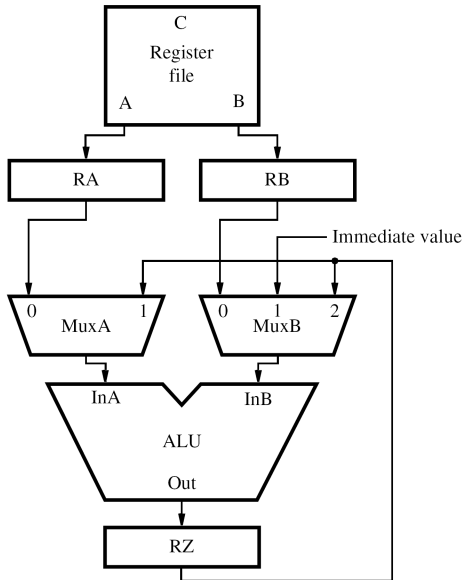 C
Register
file
A B
RA RB
Immediate value
0 1 0 1 2
MuxA MuxB
InA InB
ALU
Out
RZ